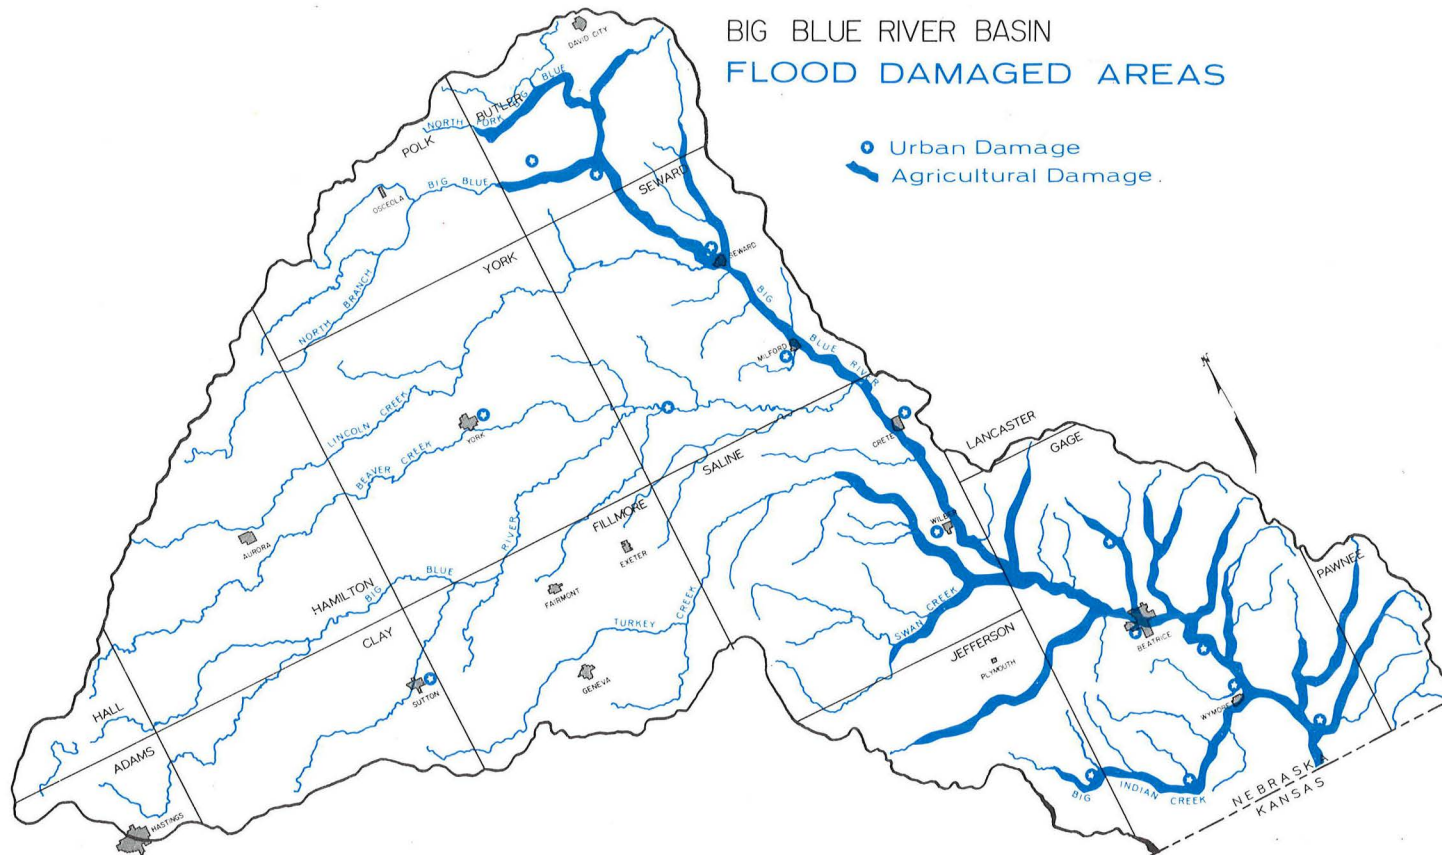 BIG BLUE RIVER BASIN
FLOOD DAMAGED AREAS
Urban Damage
Agricultural Damage.
DAVID CITY
BUTLER
NORTH FORK BIG BLUE
POLK
BIG BLUE
OSCEOLA
SEWARD
SEWARD
YORK
NORTH BRANCH
BIG BLUE RIVER
MILFORD
LINCOLN CREEK
YORK
BEAVER CREEK
CRETE
LANCASTER
GAGE
SALINE
FILLMORE
WILBER
AURORA
EXETER
HAMILTON
BIG BLUE RIVER
FAIRMONT
PAWNEE
CLAY
TURKEY CREEK
SWAN CREEK
JEFFERSON
BEATRICE
PLYMOUTH
GENEVA
SUTTON
WYMORE
HALL
ADAMS
BIG INDIAN CREEK
NEBRASKA
KANSAS
HASTINGS
N